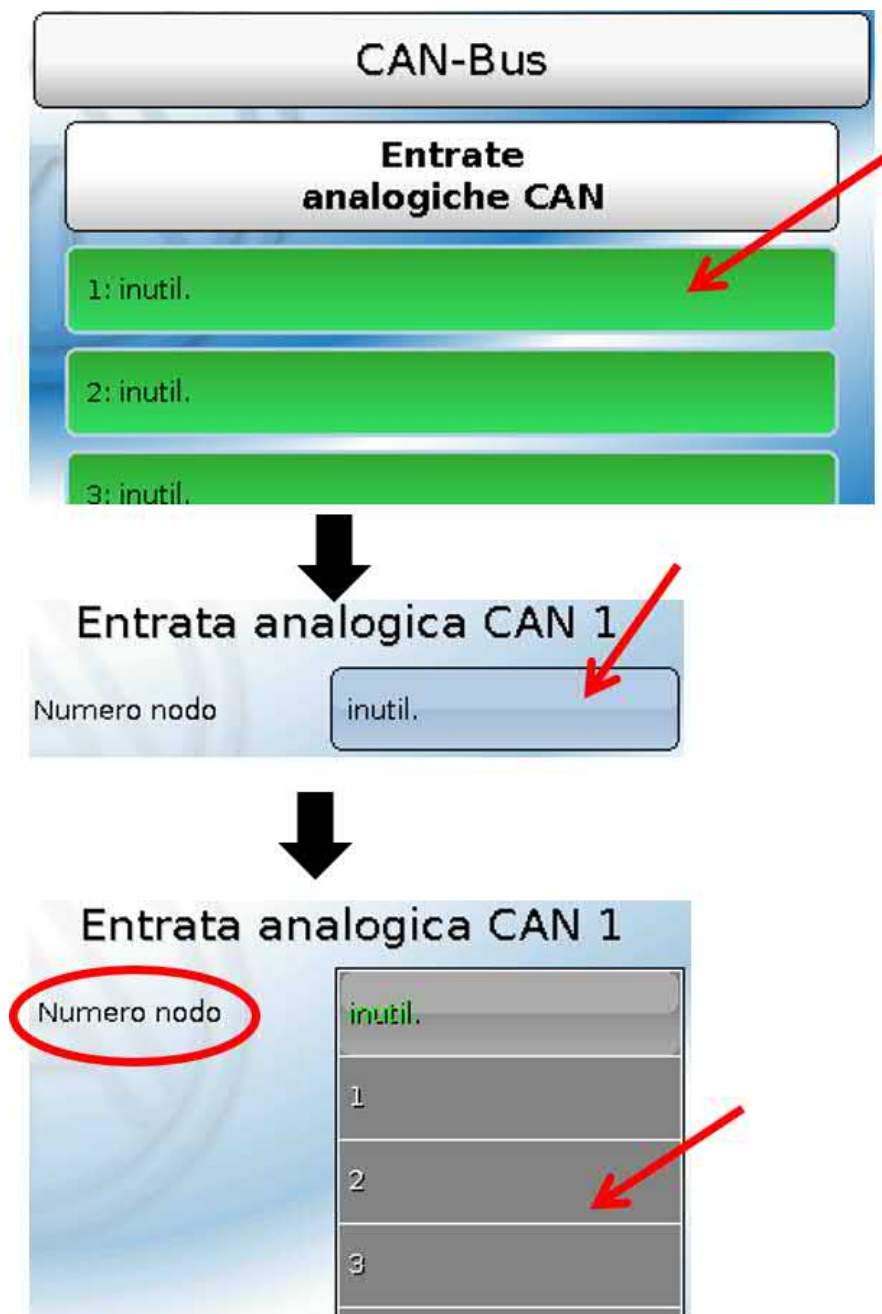 CAN-Bus
Entrate
analogiche CAN
1: inutil.
2: inutil.
3: inutil.
Entrata analogica CAN 1
Numero nodo
inutil.
Entrata analogica CAN 1
Numero nodo
inutil.
1
2
3